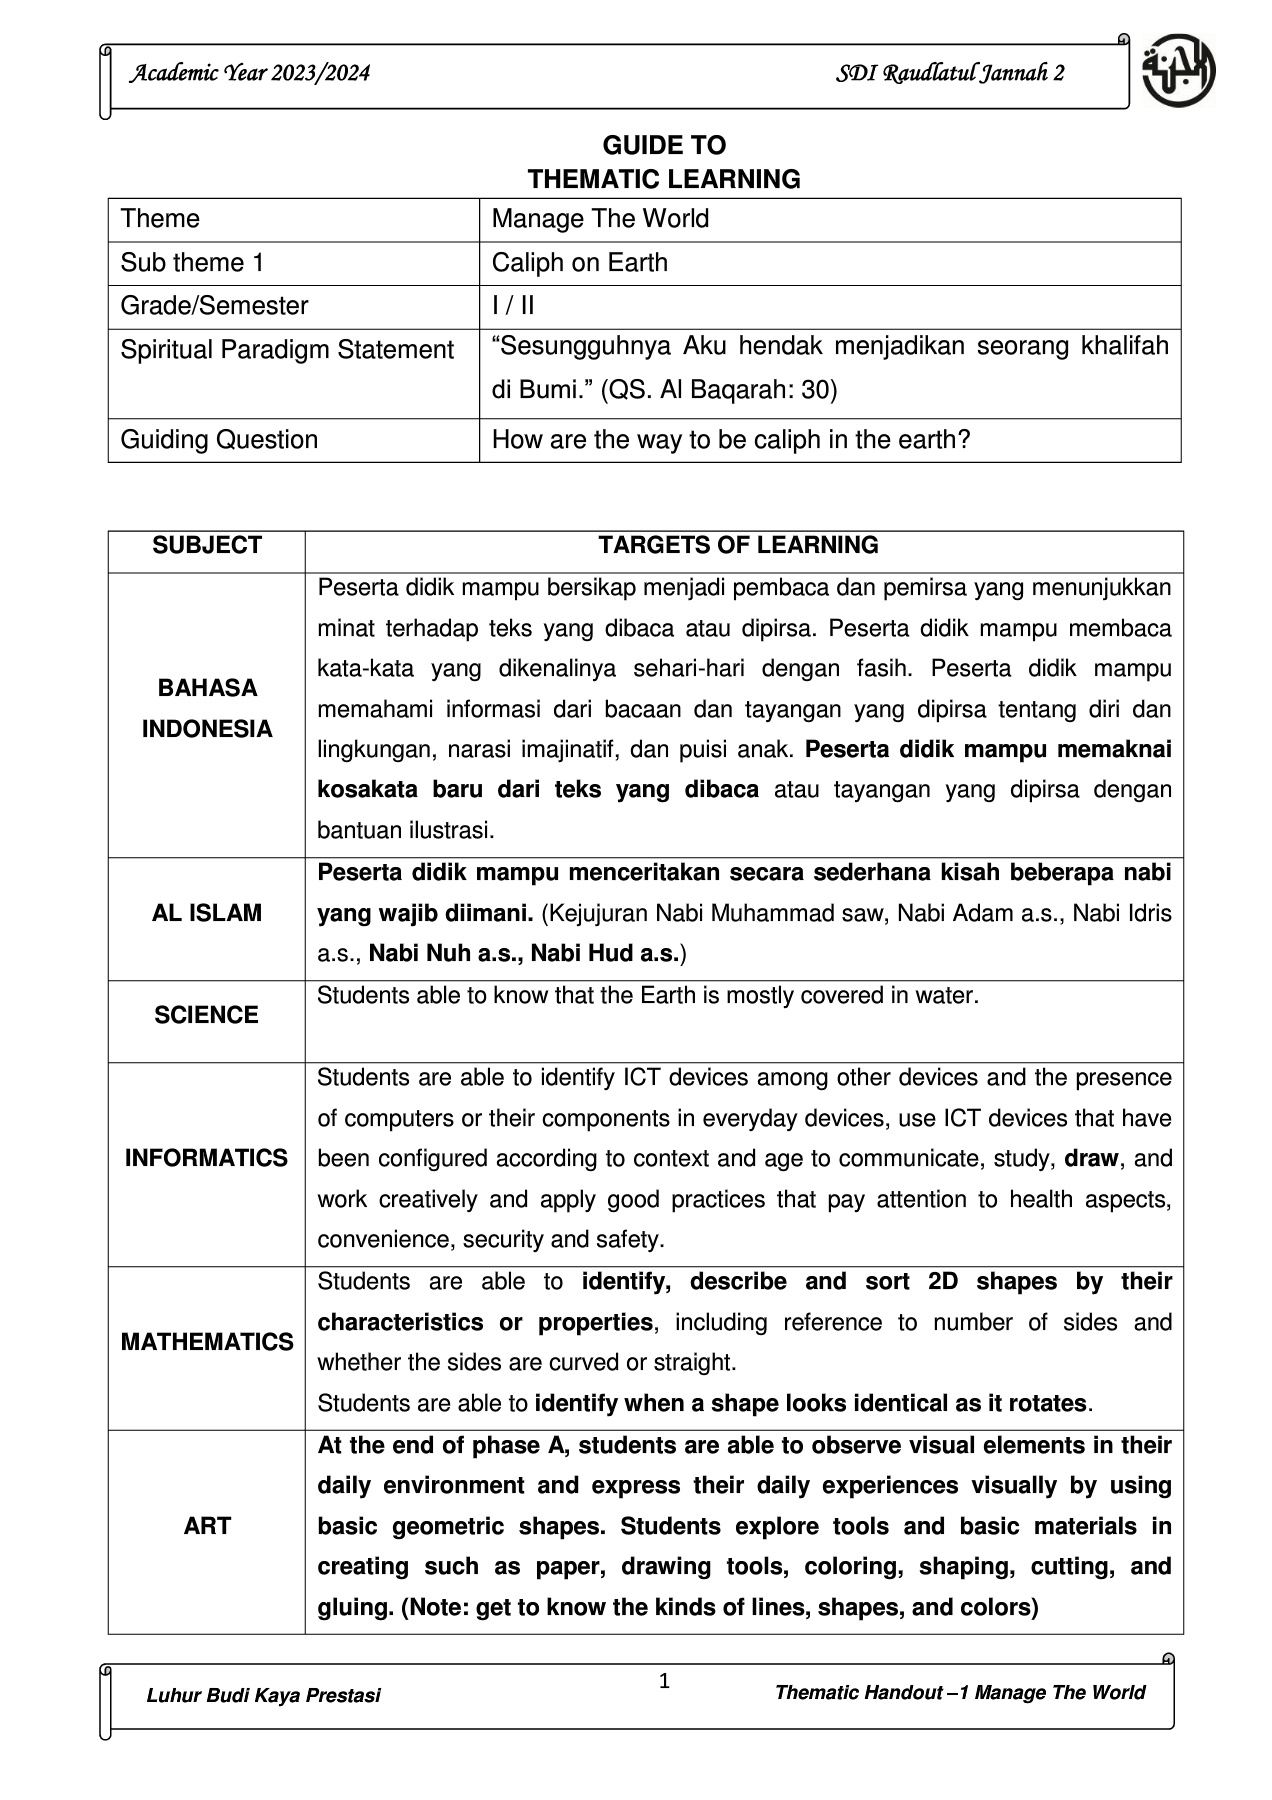 Academic Year 2023/2024
SDI Raudlatul Jannah 2
GUIDE TO
THEMATIC LEARNING
Theme
Manage The World
Sub theme 1
Caliph on Earth
Grade/Semester
I / II
Spiritual Paradigm Statement
“Sesungguhnya Aku hendak menjadikan seorang khalifah
di Bumi.” (QS. Al Baqarah: 30)
Guiding Question
How are the way to be caliph in the earth?
SUBJECT
TARGETS OF LEARNING
BAHASA
INDONESIA
Peserta didik mampu bersikap menjadi pembaca dan pemirsa yang menunjukkan
minat terhadap teks yang dibaca atau dipirsa. Peserta didik mampu membaca
kata-kata yang dikenalinya sehari-hari dengan fasih. Peserta didik mampu
memahami informasi dari bacaan dan tayangan yang dipirsa tentang diri dan
lingkungan, narasi imajinatif, dan puisi anak. Peserta didik mampu memaknai
kosakata baru dari teks yang dibaca atau tayangan yang dipirsa dengan
bantuan ilustrasi.
AL ISLAM
Peserta didik mampu menceritakan secara sederhana kisah beberapa nabi
yang wajib diimani. (Kejujuran Nabi Muhammad saw, Nabi Adam a.s., Nabi Idris
a.s., Nabi Nuh a.s., Nabi Hud a.s.)
SCIENCE
Students able to know that the Earth is mostly covered in water.
INFORMATICS
Students are able to identify ICT devices among other devices and the presence
of computers or their components in everyday devices, use ICT devices that have
been configured according to context and age to communicate, study, draw, and
work creatively and apply good practices that pay attention to health aspects,
convenience, security and safety.
MATHEMATICS
Students are able to identify, describe and sort 2D shapes by their
characteristics or properties, including reference to number of sides and
whether the sides are curved or straight.
Students are able to identify when a shape looks identical as it rotates.
ART
At the end of phase A, students are able to observe visual elements in their
daily environment and express their daily experiences visually by using
basic geometric shapes. Students explore tools and basic materials in
creating such as paper, drawing tools, coloring, shaping, cutting, and
gluing. (Note: get to know the kinds of lines, shapes, and colors)
Luhur Budi Kaya Prestasi
1
Thematic Handout –1 Manage The World